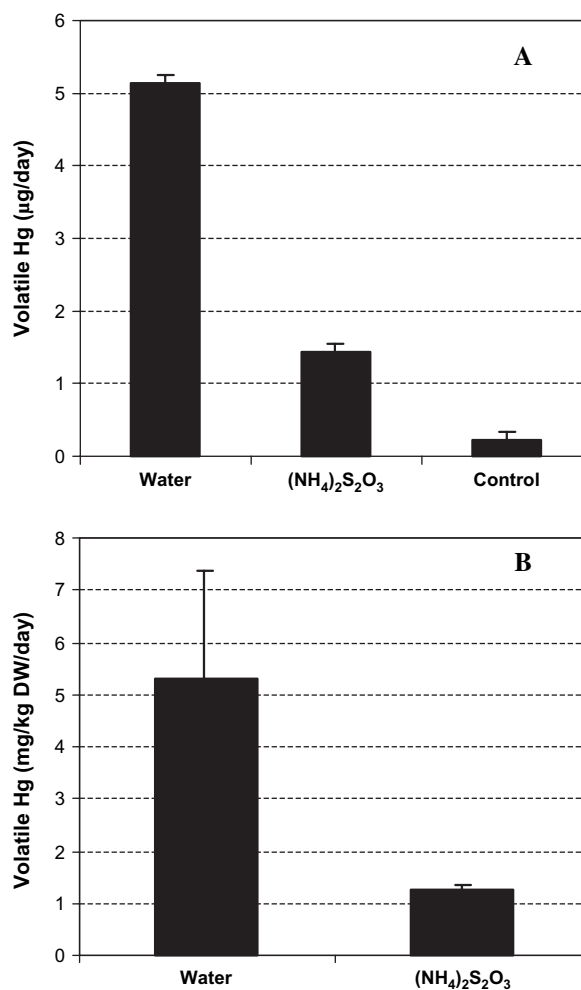 A
Volatile Hg (µg/day)
6
5
4
3
2
1
0
Water (NH₄)₂S₂O₃ Control
B
Volatile Hg (mg/kg DW/day)
8
7
6
5
4
3
2
1
0
Water (NH₄)₂S₂O₃